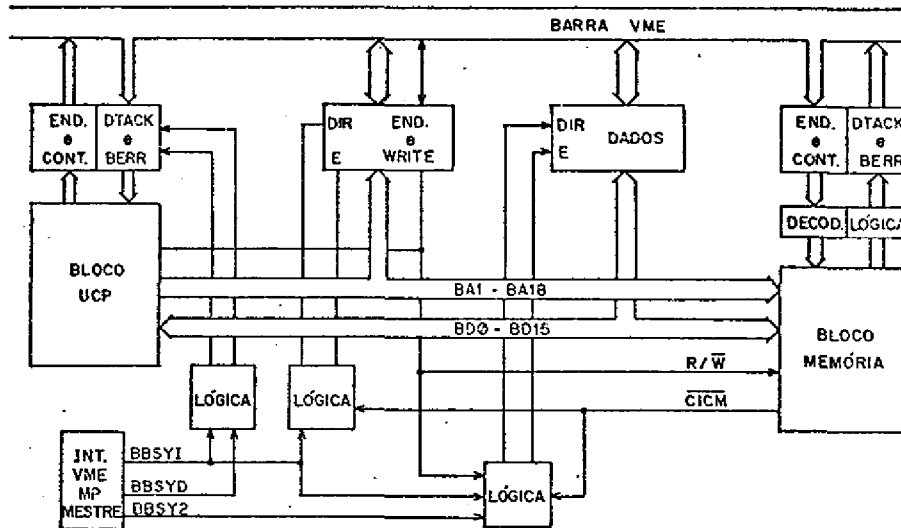 BARRA VME
END.
e
CONT.
DTACK
e
BERR
DIR
E
END.
e
WRITE
DIR
E
DADOS
END.
e
CONT.
DTACK
e
BERR
DECOD.
LÓGICA
BLOCO
UCP
BA1 - BA18
BD0 - BD15
BLOCO
MEMÓRIA
R/W̅
C̅I̅C̅M̅
LÓGICA
LÓGICA
LÓGICA
INT.
VME
MP
MESTRE
BBSYI
BBSYD
DBSY2